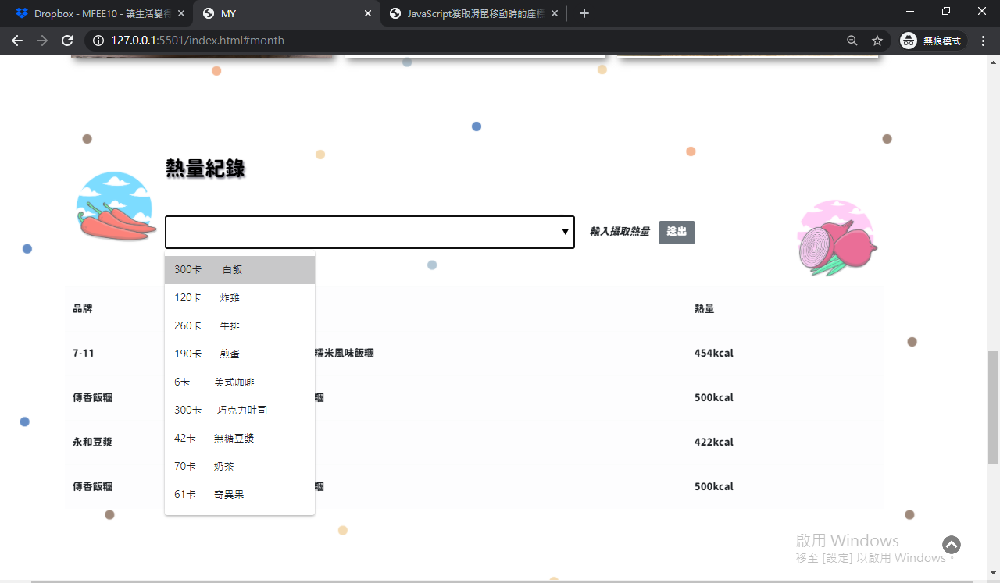 Dropbox - MFEE10 - 讓生活變得
MY
JavaScript獲取滑鼠移動時的座標
127.0.0.1:5501/index.html#month
無痕模式
熱量紀錄
輸入攝取熱量 送出
300卡 白飯
120卡 炸雞
260卡 牛排
190卡 煎蛋
6卡 美式咖啡
300卡 巧克力吐司
42卡 無糖豆漿
70卡 奶茶
61卡 奇異果
品牌 熱量
7-11 糯米風味飯糰 454kcal
傳香飯糰 糰 500kcal
永和豆漿 422kcal
傳香飯糰 糰 500kcal
啟用 Windows
移至 [設定] 以啟用 Windows。